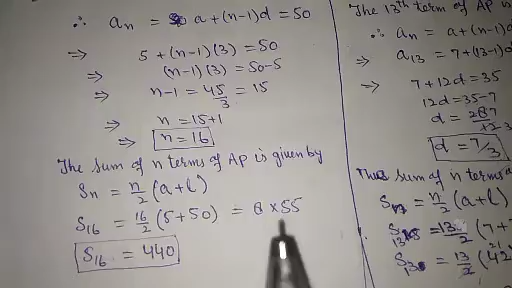 ∴ aₙ = a + (n-1)d = 50
⇒ 5 + (n-1)(3) = 50
⇒ (n-1)(3) = 50-5
⇒ n-1 = 45/3 = 15
⇒ n = 15+1
⇒ n = 16
The Sum of n terms of AP is given by
Sₙ = n/2 (a+l)
S₁₆ = 16/2 (5+50) = 8 × 55
S₁₆ = 440
The 13th term of AP is
∴ aₙ = a + (n-1)d
⇒ a₁₃ = 7 + (13-1)d
⇒ 7 + 12d = 35
12d = 35-7
d = 28/12
d = 7/3
Thus sum of n terms
Sₙ = n/2 (a+l)
S₁₃ = 13/2 (7+
S₁₃ = 13/2 (42